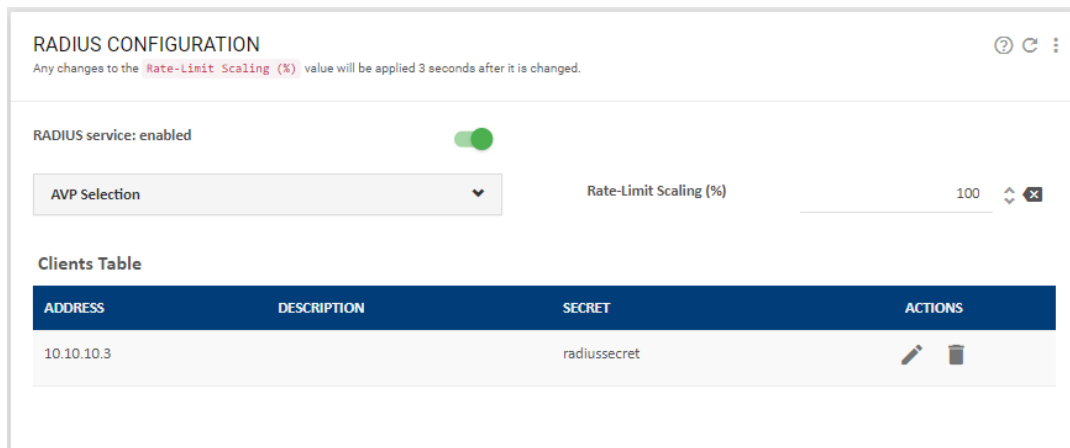 RADIUS CONFIGURATION
Any changes to the Rate-Limit Scaling (%) value will be applied 3 seconds after it is changed.
RADIUS service: enabled
AVP Selection
Rate-Limit Scaling (%)
100
Clients Table
ADDRESS DESCRIPTION SECRET ACTIONS
10.10.10.3 radiussecret